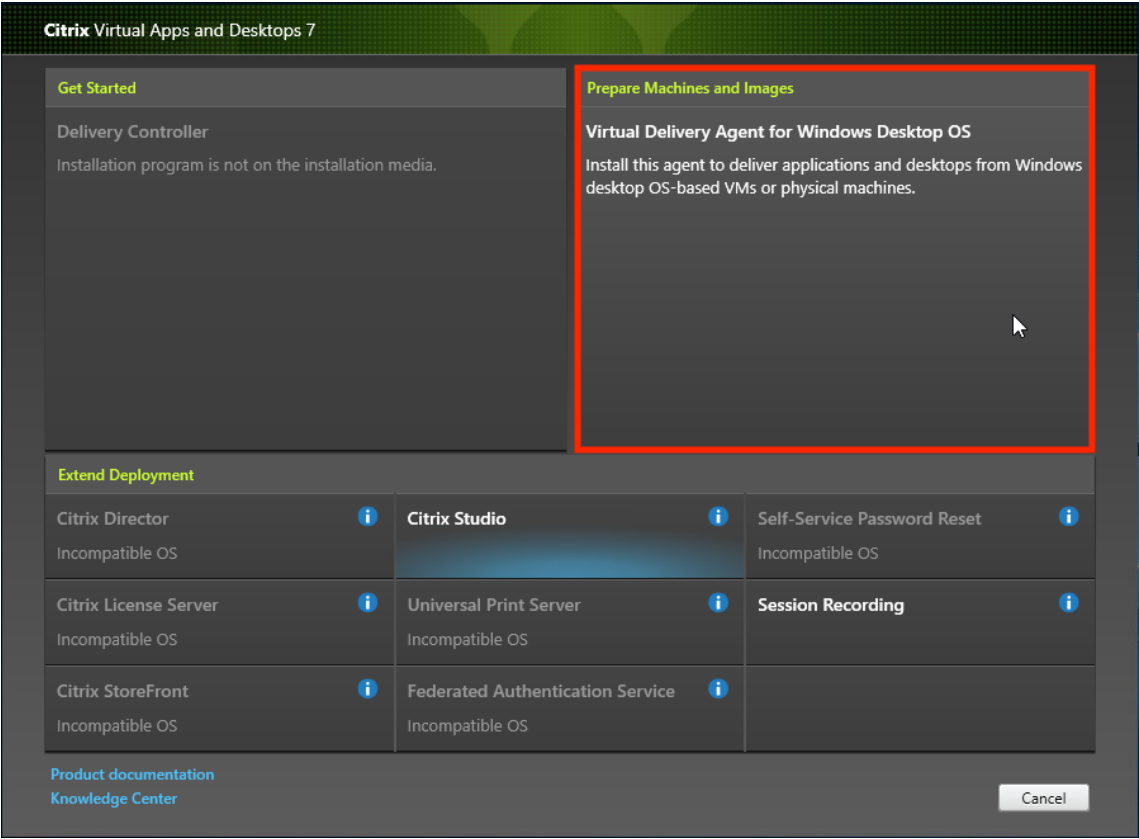 Citrix Virtual Apps and Desktops 7
Get Started
Delivery Controller
Installation program is not on the installation media.
Prepare Machines and Images
Virtual Delivery Agent for Windows Desktop OS
Install this agent to deliver applications and desktops from Windows
desktop OS-based VMs or physical machines.
Extend Deployment
Citrix Director
Incompatible OS
Citrix Studio
Self-Service Password Reset
Incompatible OS
Citrix License Server
Incompatible OS
Universal Print Server
Incompatible OS
Session Recording
Citrix StoreFront
Incompatible OS
Federated Authentication Service
Incompatible OS
Product documentation
Knowledge Center
Cancel